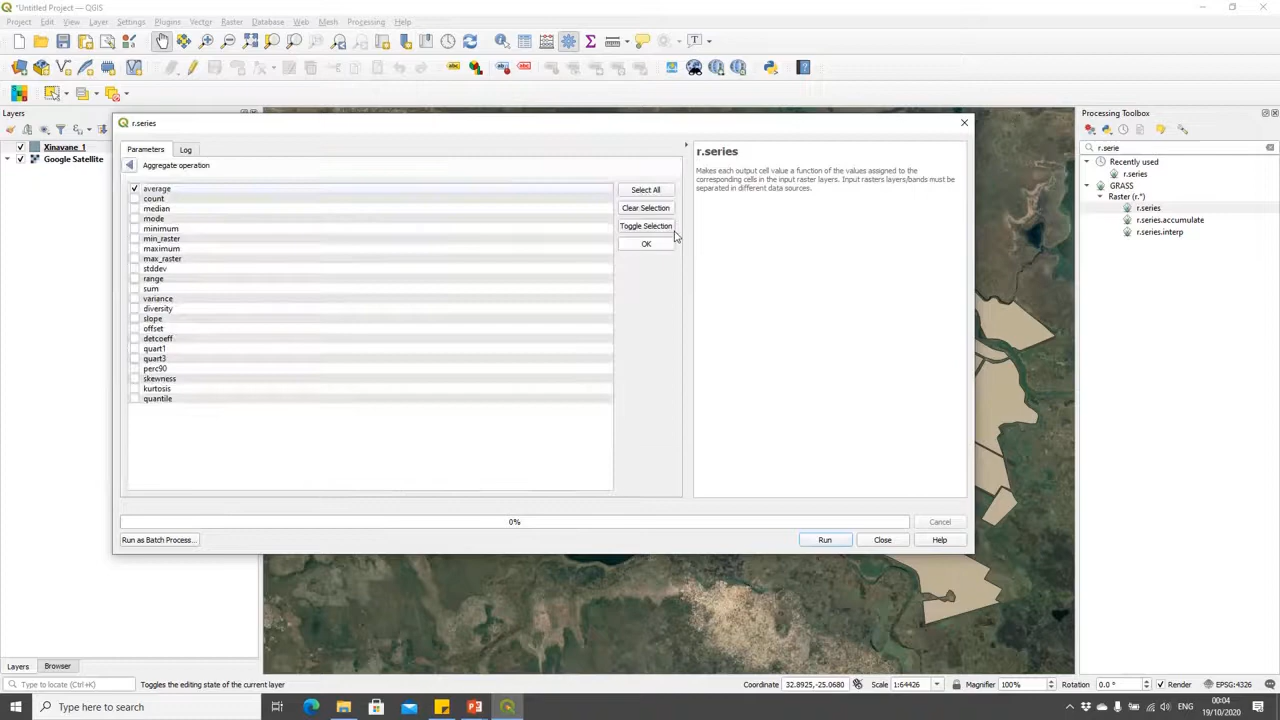 *Untitled Project — QGIS
Project Edit View Layer Settings Plugins Vector Raster Database Web Mesh Processing Help
Layers
Xinavane_1
Google Satellite
r.series
Parameters Log
Aggregate operation
average
count
median
mode
minimum
min_raster
maximum
max_raster
stddev
range
sum
variance
diversity
slope
offset
detcoeff
quart1
quart3
perc90
skewness
kurtosis
quantile
Select All
Clear Selection
Toggle Selection
OK
r.series
Makes each output cell value a function of the values assigned to the
corresponding cells in the input raster layers. Input rasters layers/bands must be
separated in different data sources.
0%
Cancel
Run as Batch Process…
Run Close Help
Processing Toolbox
r.serie
Recently used
r.series
GRASS
Raster (r.*)
r.series
r.series.accumulate
r.series.interp
Layers Browser
Type to locate (Ctrl+K)
Toggles the editing state of the current layer
Coordinate 32.8925,-25.0680
Scale 1:64426
Magnifier 100%
Rotation 0.0 °
Render
EPSG:4326
Type here to search
00:04
19/10/2020